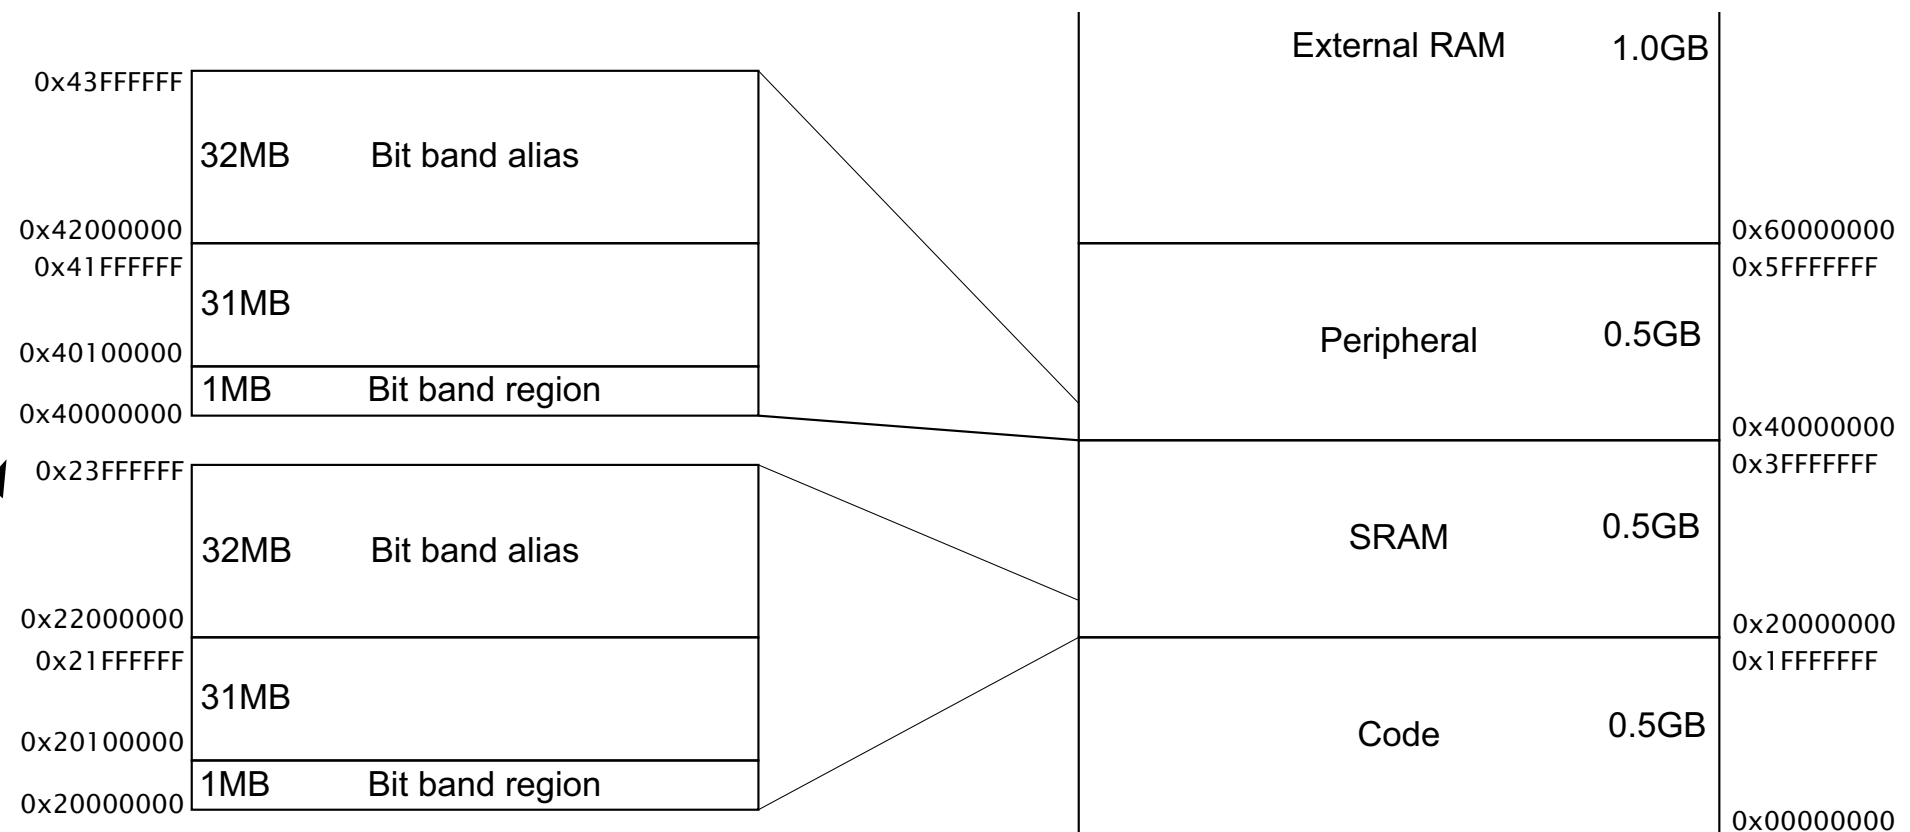 External RAM 1.0GB
0x43FFFFFF
32MB Bit band alias
0x42000000
0x41FFFFFF
31MB
0x40100000
1MB Bit band region
0x40000000
0x23FFFFFF
32MB Bit band alias
0x22000000
0x21FFFFFF
31MB
0x20100000
1MB Bit band region
0x20000000
0x60000000
0x5FFFFFFF
Peripheral 0.5GB
0x40000000
0x3FFFFFFF
SRAM 0.5GB
0x20000000
0x1FFFFFFF
Code 0.5GB
0x00000000